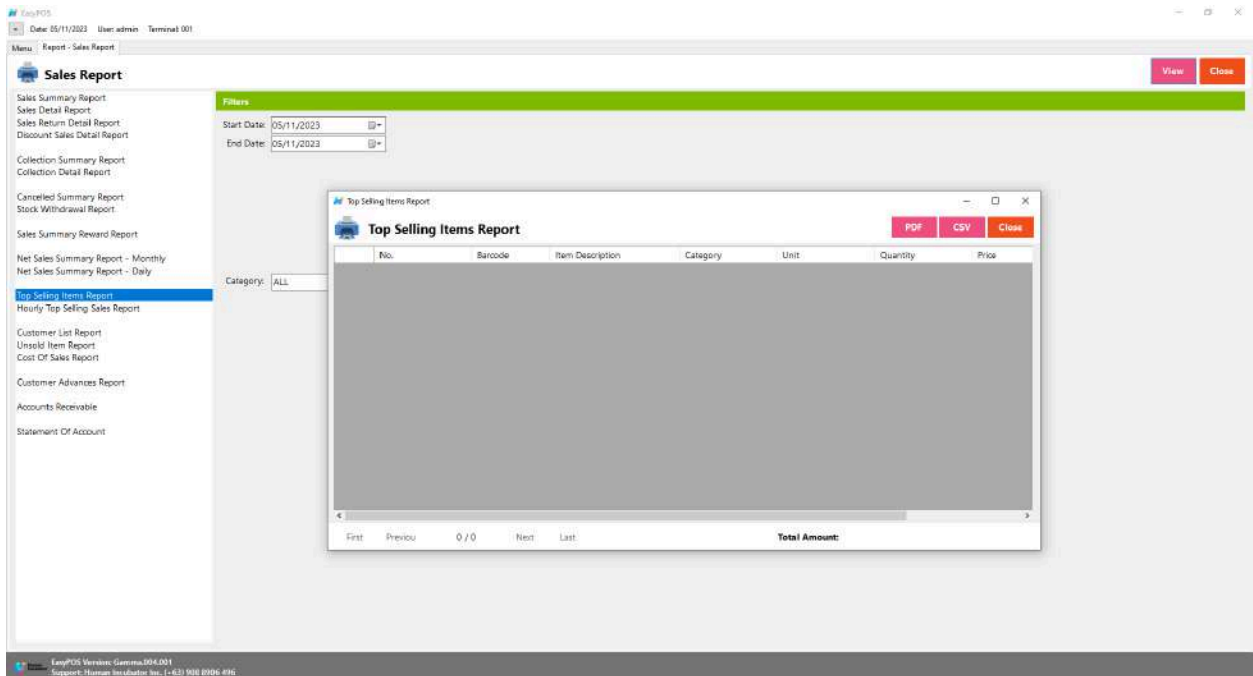 EasyPOS
Date: 05/11/2023 User: admin Terminal: 001
Menu Report - Sales Report
Sales Report
View Close
Sales Summary Report
Sales Detail Report
Sales Return Detail Report
Discount Sales Detail Report
Collection Summary Report
Collection Detail Report
Cancelled Summary Report
Stock Withdrawal Report
Sales Summary Reward Report
Net Sales Summary Report - Monthly
Net Sales Summary Report - Daily
Top Selling Items Report
Hourly Top Selling Sales Report
Customer List Report
Unsold Item Report
Cost Of Sales Report
Customer Advances Report
Accounts Receivable
Statement Of Account
Filters
Start Date: 05/11/2023
End Date: 05/11/2023
Category: ALL
Top Selling Items Report
Top Selling Items Report
PDF CSV Close
No. Barcode Item Description Category Unit Quantity Price
First Previou 0 / 0 Next Last Total Amount:
EasyPOS Version: Gamma.004.001
Support: Human Incubator Inc. (+63) 900 8906 496